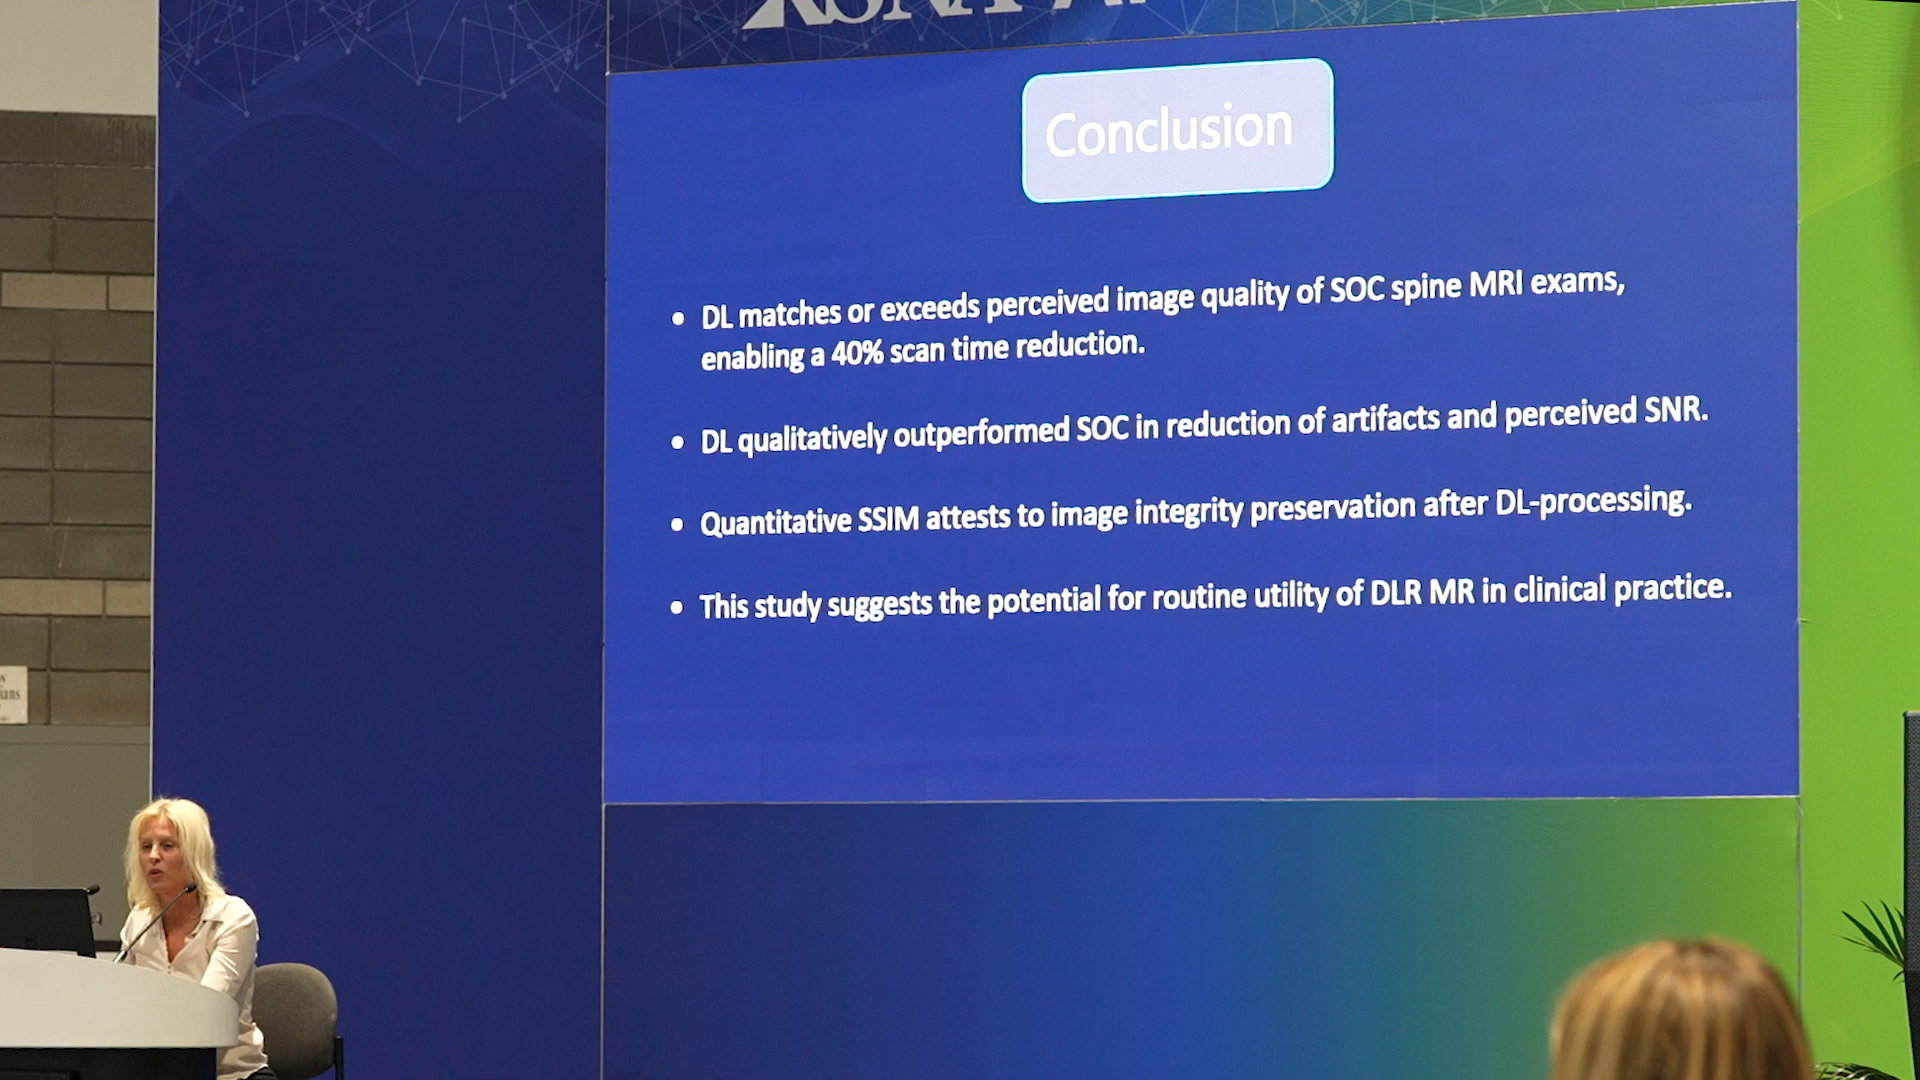 Conclusion
• DL matches or exceeds perceived image quality of SOC spine MRI exams,
enabling a 40% scan time reduction.
• DL qualitatively outperformed SOC in reduction of artifacts and perceived SNR.
• Quantitative SSIM attests to image integrity preservation after DL-processing.
• This study suggests the potential for routine utility of DLR MR in clinical practice.